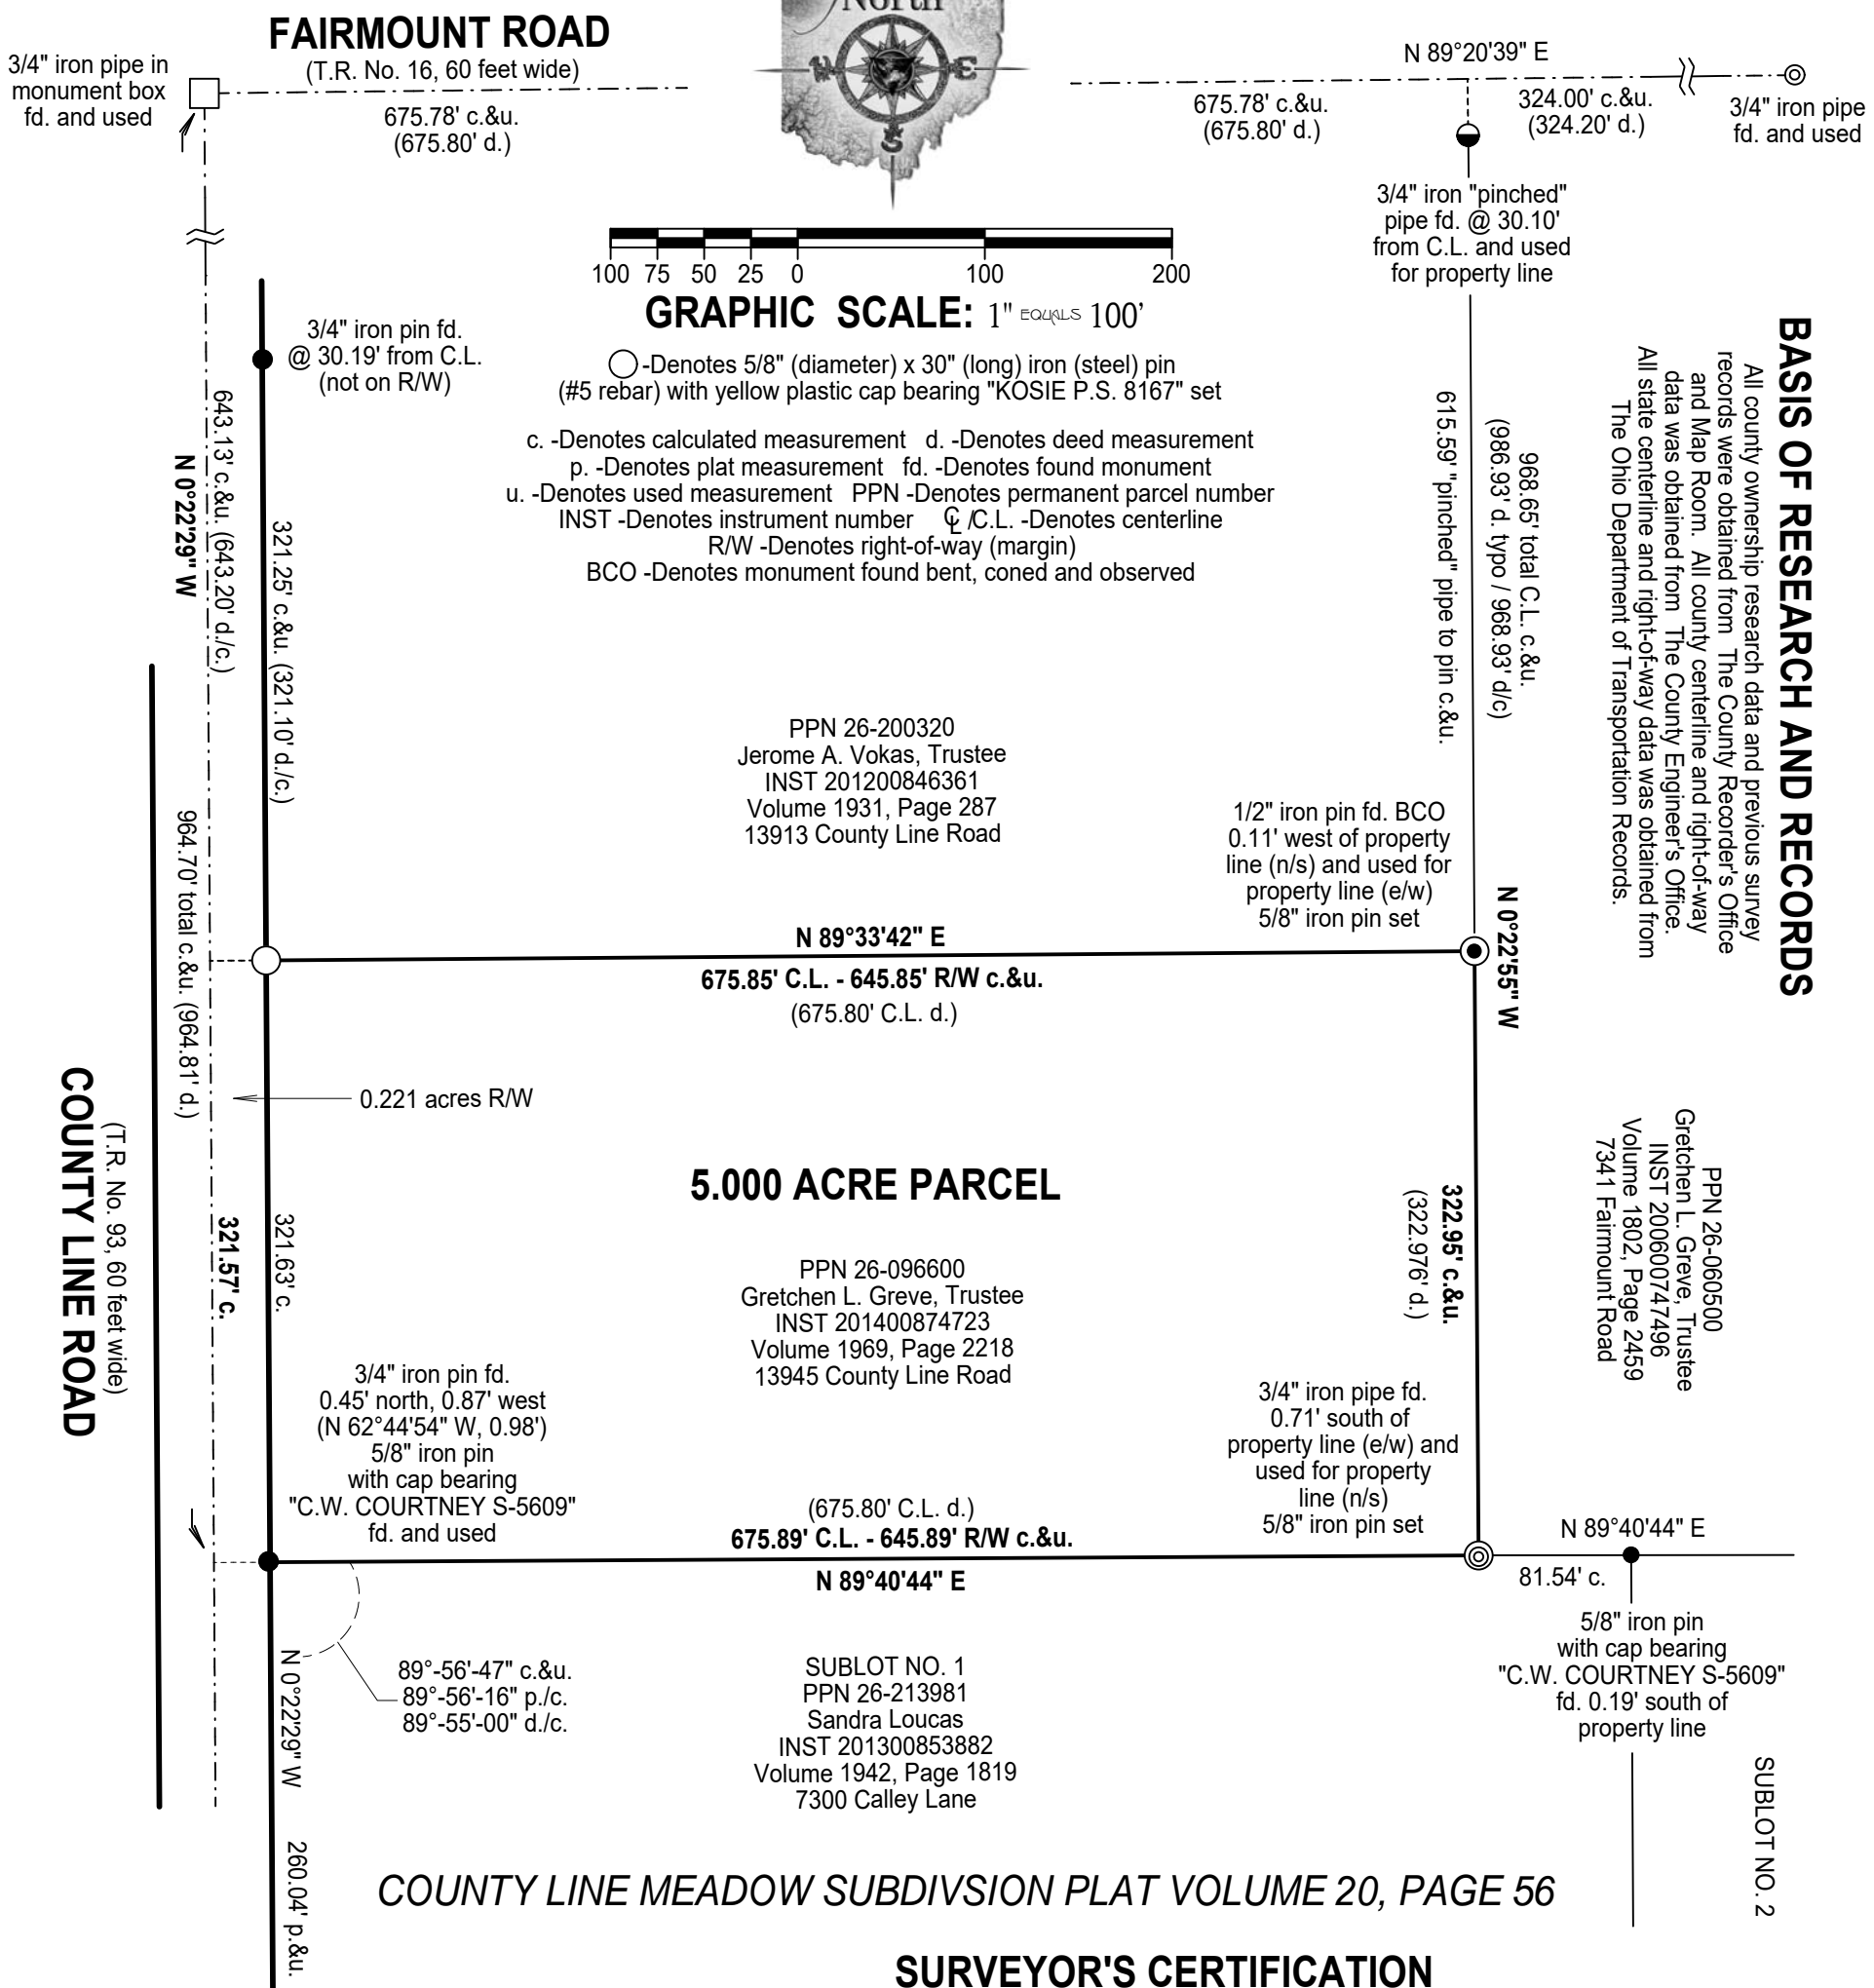 FAIRMOUNT ROAD
(T.R. No. 16, 60 feet wide)
3/4" iron pipe in
monument box
fd. and used
675.78' c.&u.
(675.80' d.)
North
E
S
N 89°20'39" E
675.78' c.&u.
(675.80' d.)
324.00' c.&u.
(324.20' d.)
3/4" iron pipe
fd. and used
3/4" iron "pinched"
pipe fd. @ 30.10'
from C.L. and used
for property line
100 75 50 25 0 100 200
GRAPHIC SCALE: 1" EQUALS 100'
-Denotes 5/8" (diameter) x 30" (long) iron (steel) pin
(#5 rebar) with yellow plastic cap bearing "KOSIE P.S. 8167" set
c. -Denotes calculated measurement d. -Denotes deed measurement
p. -Denotes plat measurement fd. -Denotes found monument
u. -Denotes used measurement PPN -Denotes permanent parcel number
INST -Denotes instrument number ℄ /C.L. -Denotes centerline
R/W -Denotes right-of-way (margin)
BCO -Denotes monument found bent, coned and observed
3/4" iron pin fd.
@ 30.19' from C.L.
(not on R/W)
643.13' c.&u. (643.20' d./c.)
N 0°22'29" W
321.25' c.&u. (321.10' d./c.)
964.70' total c.&u. (964.81' d.)
615.59' "pinched" pipe to pin c.&u.
968.65' total C.L. c.&u.
(986.93' d. typo / 968.93' d/c)
BASIS OF RESEARCH AND RECORDS
All county ownership research data and previous survey
records were obtained from The County Recorder's Office
and Map Room. All county centerline and right-of-way
data was obtained from The County Engineer's Office.
All state centerline and right-of-way data was obtained from
The Ohio Department of Transportation Records.
PPN 26-200320
Jerome A. Vokas, Trustee
INST 201200846361
Volume 1931, Page 287
13913 County Line Road
1/2" iron pin fd. BCO
0.11' west of property
line (n/s) and used for
property line (e/w)
5/8" iron pin set
N 0°22'55" W
N 89°33'42" E
675.85' C.L. - 645.85' R/W c.&u.
(675.80' C.L. d.)
0.221 acres R/W
COUNTY LINE ROAD
(T.R. No. 93, 60 feet wide)
321.57' c.
321.63' c.
5.000 ACRE PARCEL
PPN 26-096600
Gretchen L. Greve, Trustee
INST 201400874723
Volume 1969, Page 2218
13945 County Line Road
322.95' c.&u.
(322.976' d.)
PPN 26-060500
Gretchen L. Greve, Trustee
INST 200600747496
Volume 1802, Page 2459
7341 Fairmount Road
3/4" iron pin fd.
0.45' north, 0.87' west
(N 62°44'54" W, 0.98')
5/8" iron pin
with cap bearing
"C.W. COURTNEY S-5609"
fd. and used
3/4" iron pipe fd.
0.71' south of
property line (e/w) and
used for property
line (n/s)
5/8" iron pin set
(675.80' C.L. d.)
675.89' C.L. - 645.89' R/W c.&u.
N 89°40'44" E
N 89°40'44" E
81.54' c.
5/8" iron pin
with cap bearing
"C.W. COURTNEY S-5609"
fd. 0.19' south of
property line
89°-56'-47" c.&u.
89°-56'-16" p./c.
89°-55'-00" d./c.
N 0°22'29" W
260.04' p.&u.
SUBLOT NO. 1
PPN 26-213981
Sandra Loucas
INST 201300853882
Volume 1942, Page 1819
7300 Calley Lane
SUBLOT NO. 2
COUNTY LINE MEADOW SUBDIVSION PLAT VOLUME 20, PAGE 56
SURVEYOR'S CERTIFICATION